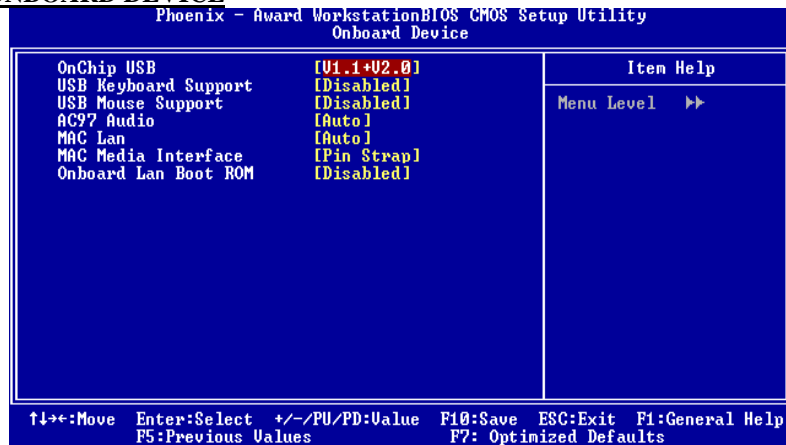 ONBOARD DEVICE
Phoenix - Award WorkstationBIOS CMOS Setup Utility
Onboard Device
OnChip USB [V1.1+V2.0]
USB Keyboard Support [Disabled]
USB Mouse Support [Disabled]
AC97 Audio [Auto]
MAC Lan [Auto]
MAC Media Interface [Pin Strap]
Onboard Lan Boot ROM [Disabled]
Item Help
Menu Level ▶▶
↑↓→←:Move Enter:Select +/-/PU/PD:Value F10:Save ESC:Exit F1:General Help
F5:Previous Values F7: Optimized Defaults